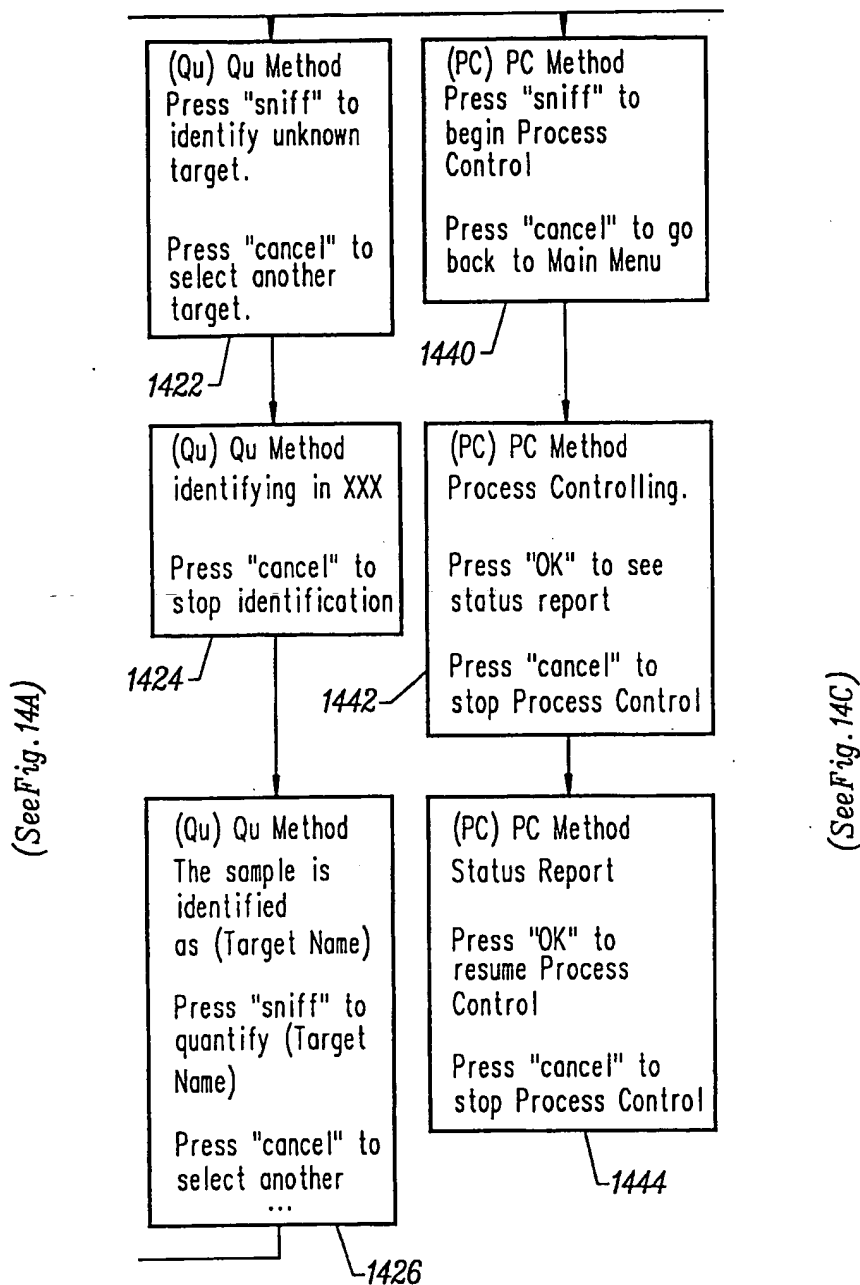 (Qu) Qu Method
Press "sniff" to
identify unknown
target.
Press "cancel" to
select another
target.
1422
(Qu) Qu Method
identifying in XXX
Press "cancel" to
stop identification
1424
(Qu) Qu Method
The sample is
identified
as (Target Name)
Press "sniff" to
quantify (Target
Name)
Press "cancel" to
select another
...
1426
(PC) PC Method
Press "sniff" to
begin Process
Control
Press "cancel" to go
back to Main Menu
1440
(PC) PC Method
Process Controlling.
Press "OK" to see
status report
Press "cancel" to
stop Process Control
1442
(PC) PC Method
Status Report
Press "OK" to
resume Process
Control
Press "cancel" to
stop Process Control
1444
(See Fig. 14A)
(See Fig. 14C)